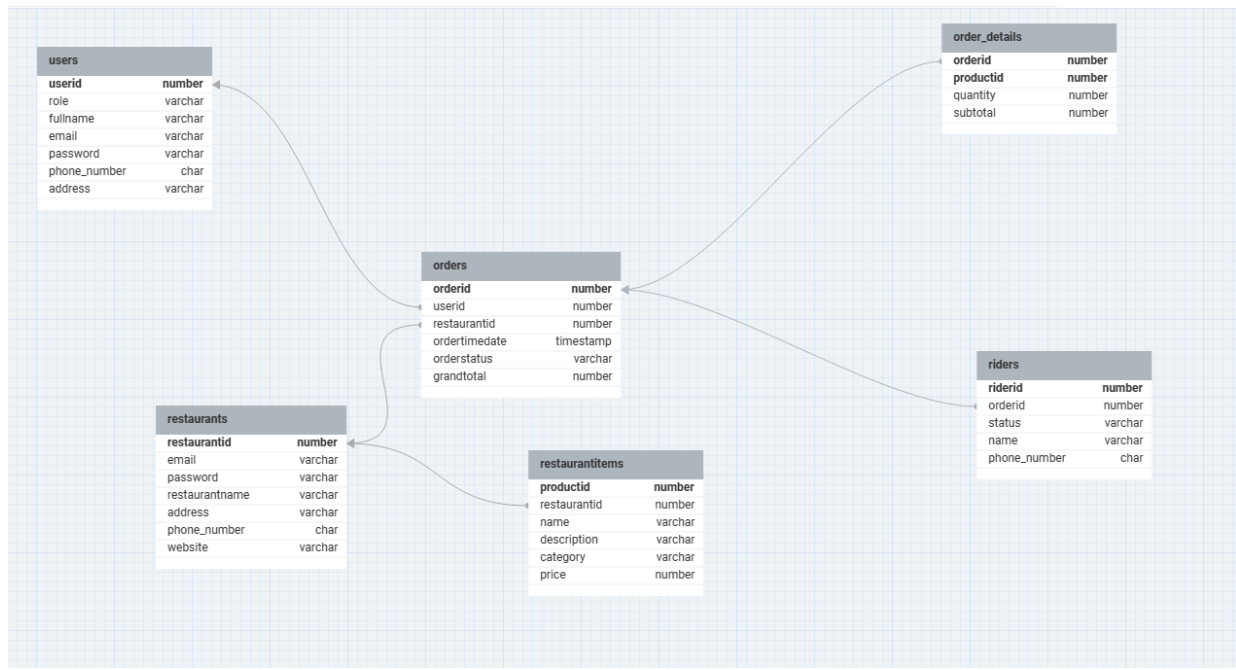 users
userid number
role varchar
fullname varchar
email varchar
password varchar
phone_number char
address varchar
order_details
orderid number
productid number
quantity number
subtotal number
orders
orderid number
userid number
restaurantid number
ordertimedate timestamp
orderstatus varchar
grandtotal number
riders
riderid number
orderid number
status varchar
name varchar
phone_number char
restaurants
restaurantid number
email varchar
password varchar
restaurantname varchar
address varchar
phone_number char
website varchar
restaurantitems
productid number
restaurantid number
name varchar
description varchar
category varchar
price number